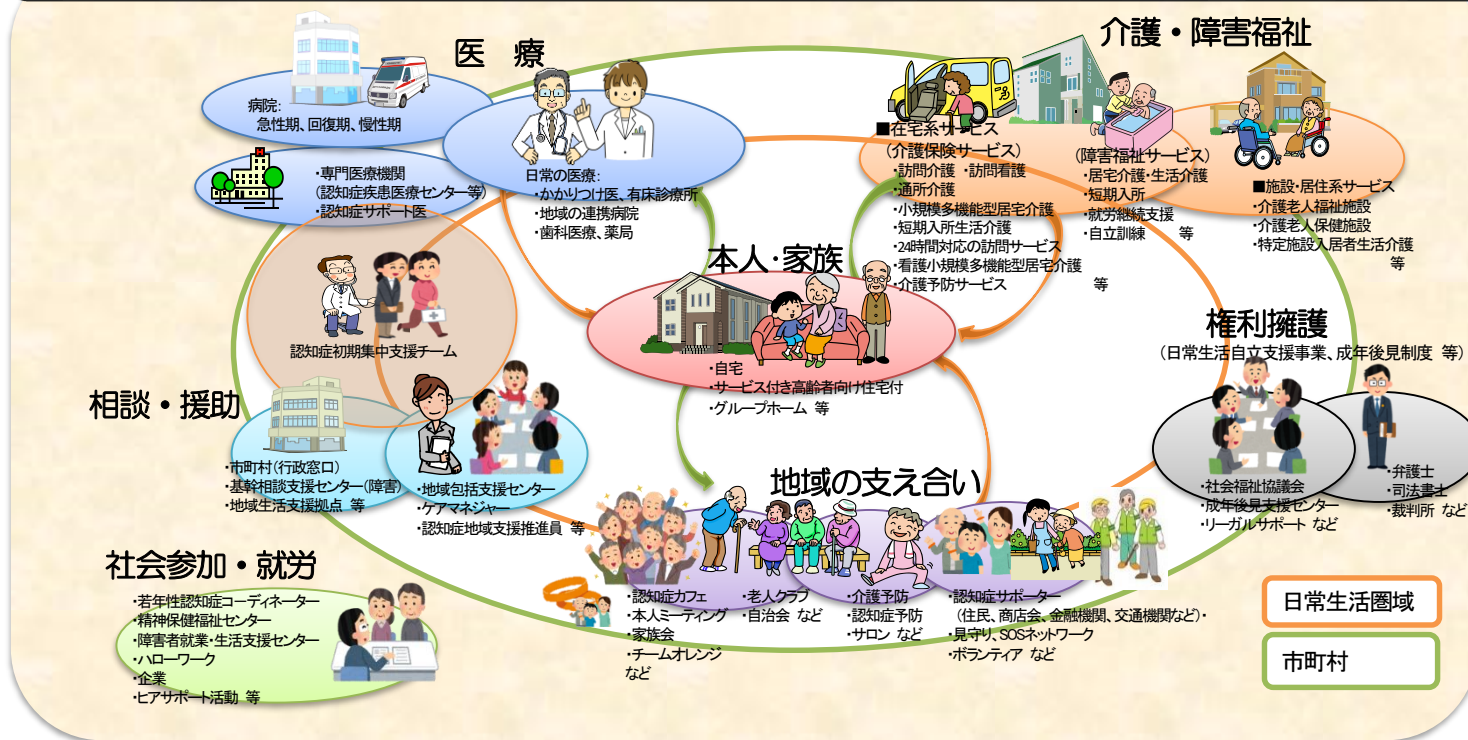 医　療
病院:
急性期、回復期、慢性期
・専門医療機関
（認知症疾患医療センター等）
・認知症サポート医
日常の医療:
・かかりつけ医、有床診療所
・地域の連携病院
・歯科医療、薬局
介護・障害福祉
■在宅系サービス
（介護保険サービス）
・訪問介護 ・訪問看護
・通所介護
・小規模多機能型居宅介護
・短期入所生活介護
・24時間対応の訪問サービス
・看護小規模多機能型居宅介護
・介護予防サービス　等
（障害福祉サービス）
・居宅介護・生活介護
・短期入所
・就労継続支援
・自立訓練　等
■施設・居住系サービス
・介護老人福祉施設
・介護老人保健施設
・特定施設入居者生活介護
等
本人・家族
・自宅
・サービス付き高齢者向け住宅付
・グループホーム 等
認知症初期集中支援チーム
権利擁護
（日常生活自立支援事業、成年後見制度 等）
・社会福祉協議会
・成年後見支援センター
・リーガルサポート など
・弁護士
・司法書士
・裁判所 など
相談・援助
・市町村（行政窓口）
・基幹相談支援センター（障害）
・地域生活支援拠点 等
・地域包括支援センター
・ケアマネジャー
・認知症地域支援推進員 等
地域の支え合い
・認知症カフェ
・本人ミーティング
・家族会
・チームオレンジ
など
・老人クラブ
・自治会 など
・介護予防
・認知症予防
・サロン など
・認知症サポーター
（住民、商店会、金融機関、交通機関など）・
・見守り、SOSネットワーク
・ボランティア など
社会参加・就労
・若年性認知症コーディネーター
・精神保健福祉センター
・障害者就業・生活支援センター
・ハローワーク
・企業
・ピアサポート活動 等
日常生活圏域
市町村